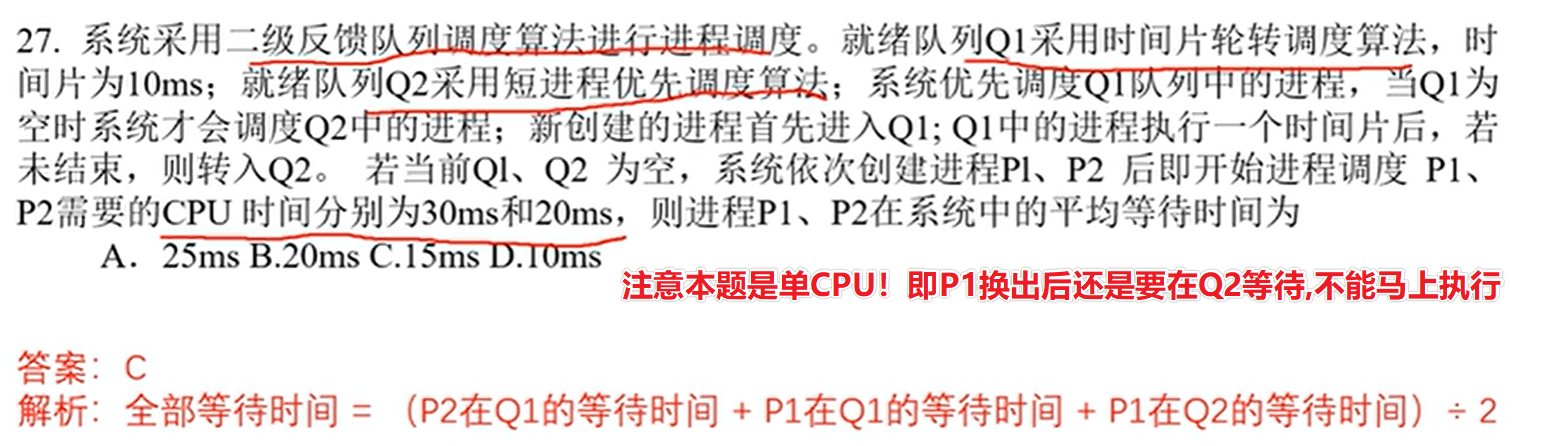 27. 系统采用二级反馈队列调度算法进行进程调度。就绪队列Q1采用时间片轮转调度算法，时
间片为10ms；就绪队列Q2采用短进程优先调度算法；系统优先调度Q1队列中的进程，当Q1为
空时系统才会调度Q2中的进程；新创建的进程首先进入Q1; Q1中的进程执行一个时间片后，若
未结束，则转入Q2。 若当前Ql、Q2 为空，系统依次创建进程Pl、P2 后即开始进程调度 P1、
P2需要的CPU 时间分别为30ms和20ms，则进程P1、P2在系统中的平均等待时间为
A．25ms B.20ms C.15ms D.10ms
注意本题是单CPU！即P1换出后还是要在Q2等待,不能马上执行
答案：C
解析：全部等待时间 = （P2在Q1的等待时间 + P1在Q1的等待时间 + P1在Q2的等待时间）÷ 2